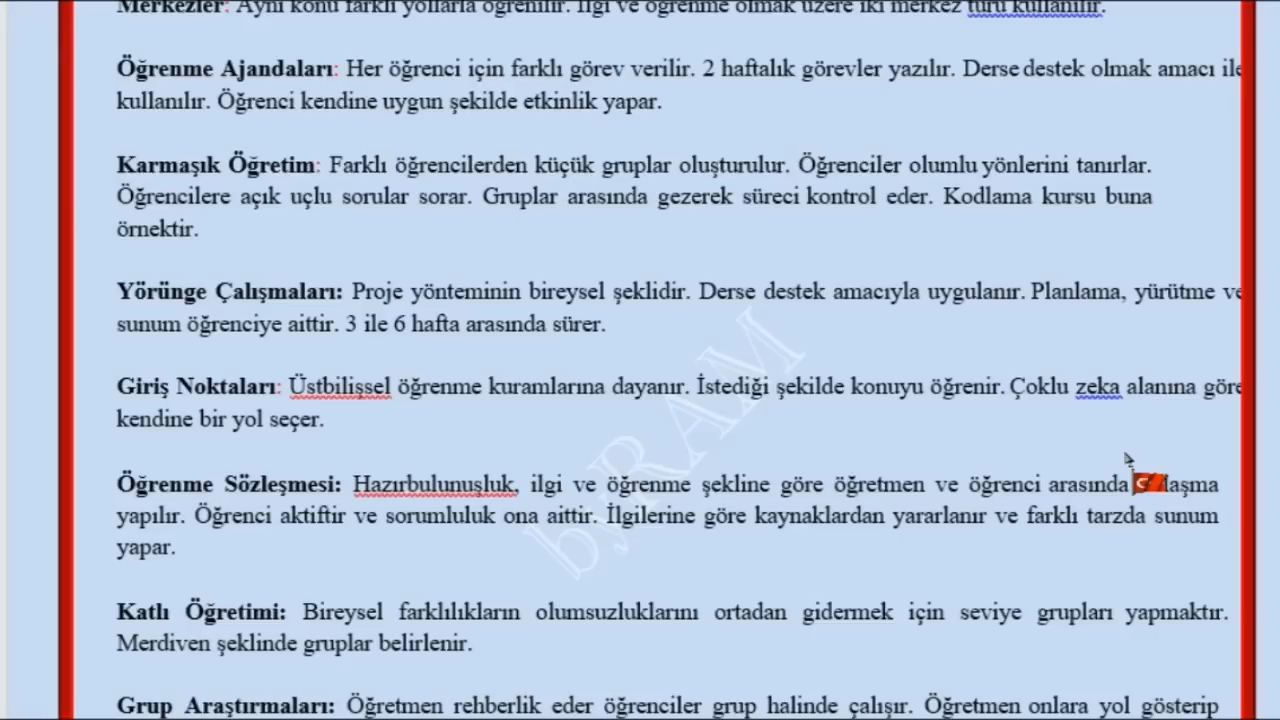 Merkezler: Aynı konu farklı yollarla öğrenilir. İlgi ve öğrenme olmak üzere iki merkez türü kullanılır.
Öğrenme Ajandaları: Her öğrenci için farklı görev verilir. 2 haftalık görevler yazılır. Derse destek olmak amacı ile
kullanılır. Öğrenci kendine uygun şekilde etkinlik yapar.
Karmaşık Öğretim: Farklı öğrencilerden küçük gruplar oluşturulur. Öğrenciler olumlu yönlerini tanırlar.
Öğrencilere açık uçlu sorular sorar. Gruplar arasında gezerek süreci kontrol eder. Kodlama kursu buna
örnektir.
Yörünge Çalışmaları: Proje yönteminin bireysel şeklidir. Derse destek amacıyla uygulanır. Planlama, yürütme ve
sunum öğrenciye aittir. 3 ile 6 hafta arasında sürer.
Giriş Noktaları: Üstbilişsel öğrenme kuramlarına dayanır. İstediği şekilde konuyu öğrenir. Çoklu zeka alanına göre
kendine bir yol seçer.
Öğrenme Sözleşmesi: Hazırbulunuşluk, ilgi ve öğrenme şekline göre öğretmen ve öğrenci arasında
yapılır. Öğrenci aktiftir ve sorumluluk ona aittir. İlgilerine göre kaynaklardan yararlanır ve farklı tarzda sunum
yapar.
Katlı Öğretimi: Bireysel farklılıkların olumsuzluklarını ortadan gidermek için seviye grupları yapmaktır.
Merdiven şeklinde gruplar belirlenir.
Grup Araştırmaları: Öğretmen rehberlik eder öğrenciler grup halinde çalışır. Öğretmen onlara yol gösterip
byRAM